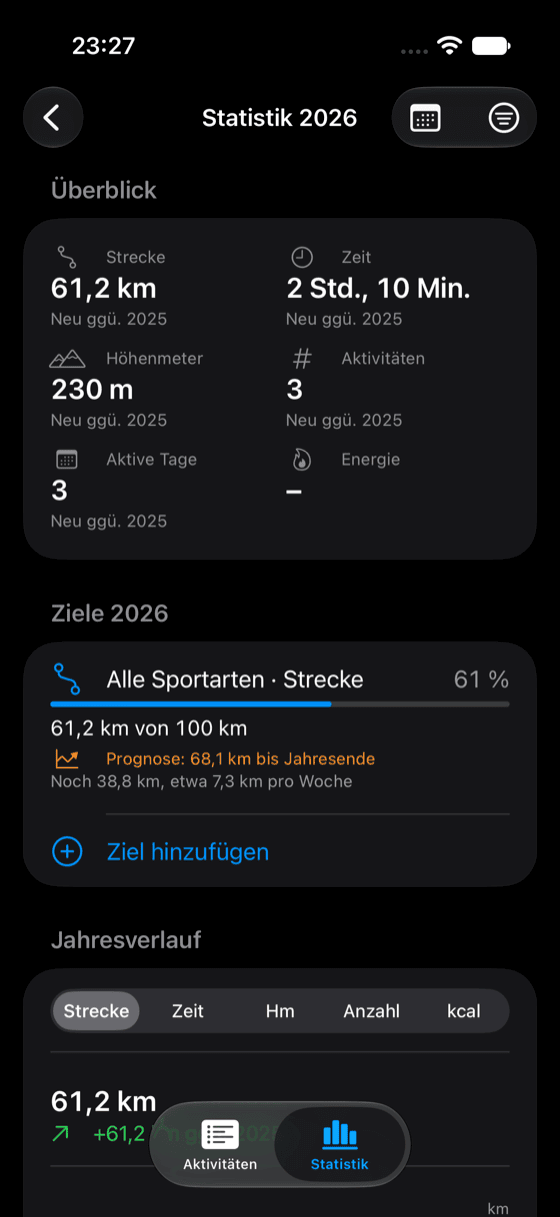 23:27
Statistik 2026
Überblick
Strecke
61,2 km
Neu ggü. 2025
Zeit
2 Std., 10 Min.
Neu ggü. 2025
Höhenmeter
230 m
Neu ggü. 2025
Aktivitäten
3
Neu ggü. 2025
Aktive Tage
3
Neu ggü. 2025
Energie
–
Ziele 2026
Alle Sportarten · Strecke 61 %
61,2 km von 100 km
Prognose: 68,1 km bis Jahresende
Noch 38,8 km, etwa 7,3 km pro Woche
Ziel hinzufügen
Jahresverlauf
Strecke Zeit Hm Anzahl kcal
61,2 km
+61,2
Aktivitäten Statistik
km